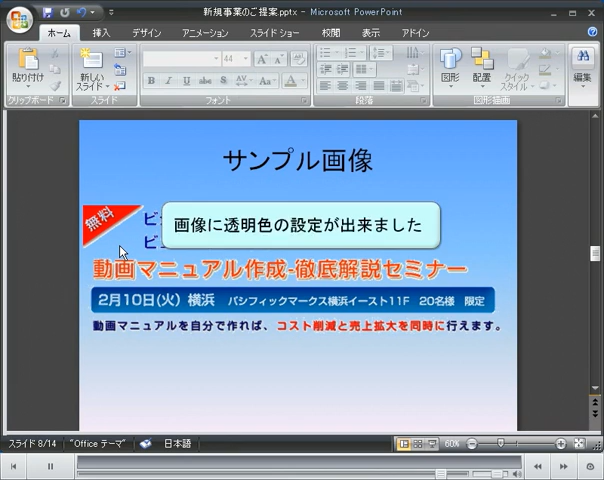 新規事業のご提案.pptx - Microsoft PowerPoint
ホーム 挿入 デザイン アニメーション スライド ショー 校閲 表示 アドイン
貼り付け
新しい
スライド
図形 配置 クイック
スタイル
編集
クリップボード スライド フォント 段落 図形描画
サンプル画像
無料
ビ
画像に透明色の設定が出来ました
ビ
動画マニュアル作成-徹底解説セミナー
2月10日(火) 横浜 パシフィックマークス横浜イースト11F 20名様 限定
動画マニュアルを自分で作れば、コスト削減と売上拡大を同時に行えます。
スライド 8/14 "Office テーマ" 日本語 60%